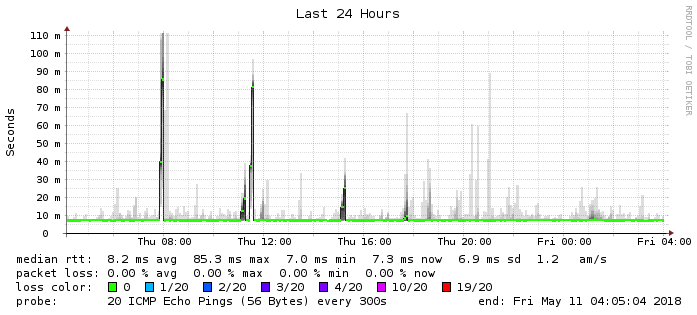 Last 24 Hours
RRDTOOL / TOBI OETIKER
Seconds
110 m
100 m
90 m
80 m
70 m
60 m
50 m
40 m
30 m
20 m
10 m
0
Thu 08:00 Thu 12:00 Thu 16:00 Thu 20:00 Fri 00:00 Fri 04:00
median rtt: 8.2 ms avg 85.3 ms max 7.0 ms min 7.3 ms now 6.9 ms sd 1.2 am/s
packet loss: 0.00 % avg 0.00 % max 0.00 % min 0.00 % now
loss color: 0 1/20 2/20 3/20 4/20 10/20 19/20
probe: 20 ICMP Echo Pings (56 Bytes) every 300s end: Fri May 11 04:05:04 2018